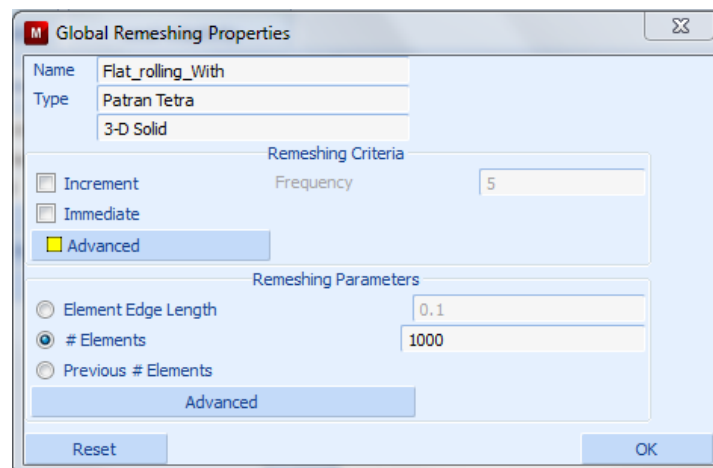 M Global Remeshing Properties
Name Flat_rolling_With
Type Patran Tetra
3-D Solid
Remeshing Criteria
Increment Frequency 5
Immediate
Advanced
Remeshing Parameters
Element Edge Length 0.1
# Elements 1000
Previous # Elements
Advanced
Reset OK